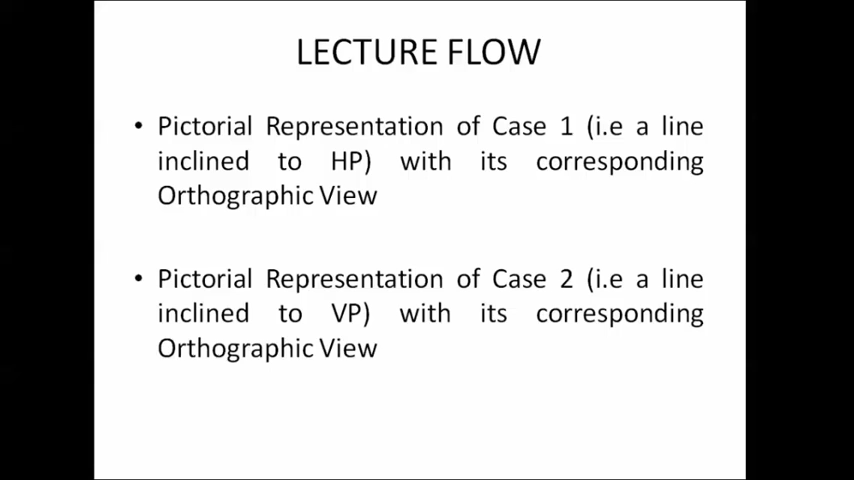 LECTURE FLOW
• Pictorial Representation of Case 1 (i.e a line
inclined to HP) with its corresponding
Orthographic View
• Pictorial Representation of Case 2 (i.e a line
inclined to VP) with its corresponding
Orthographic View